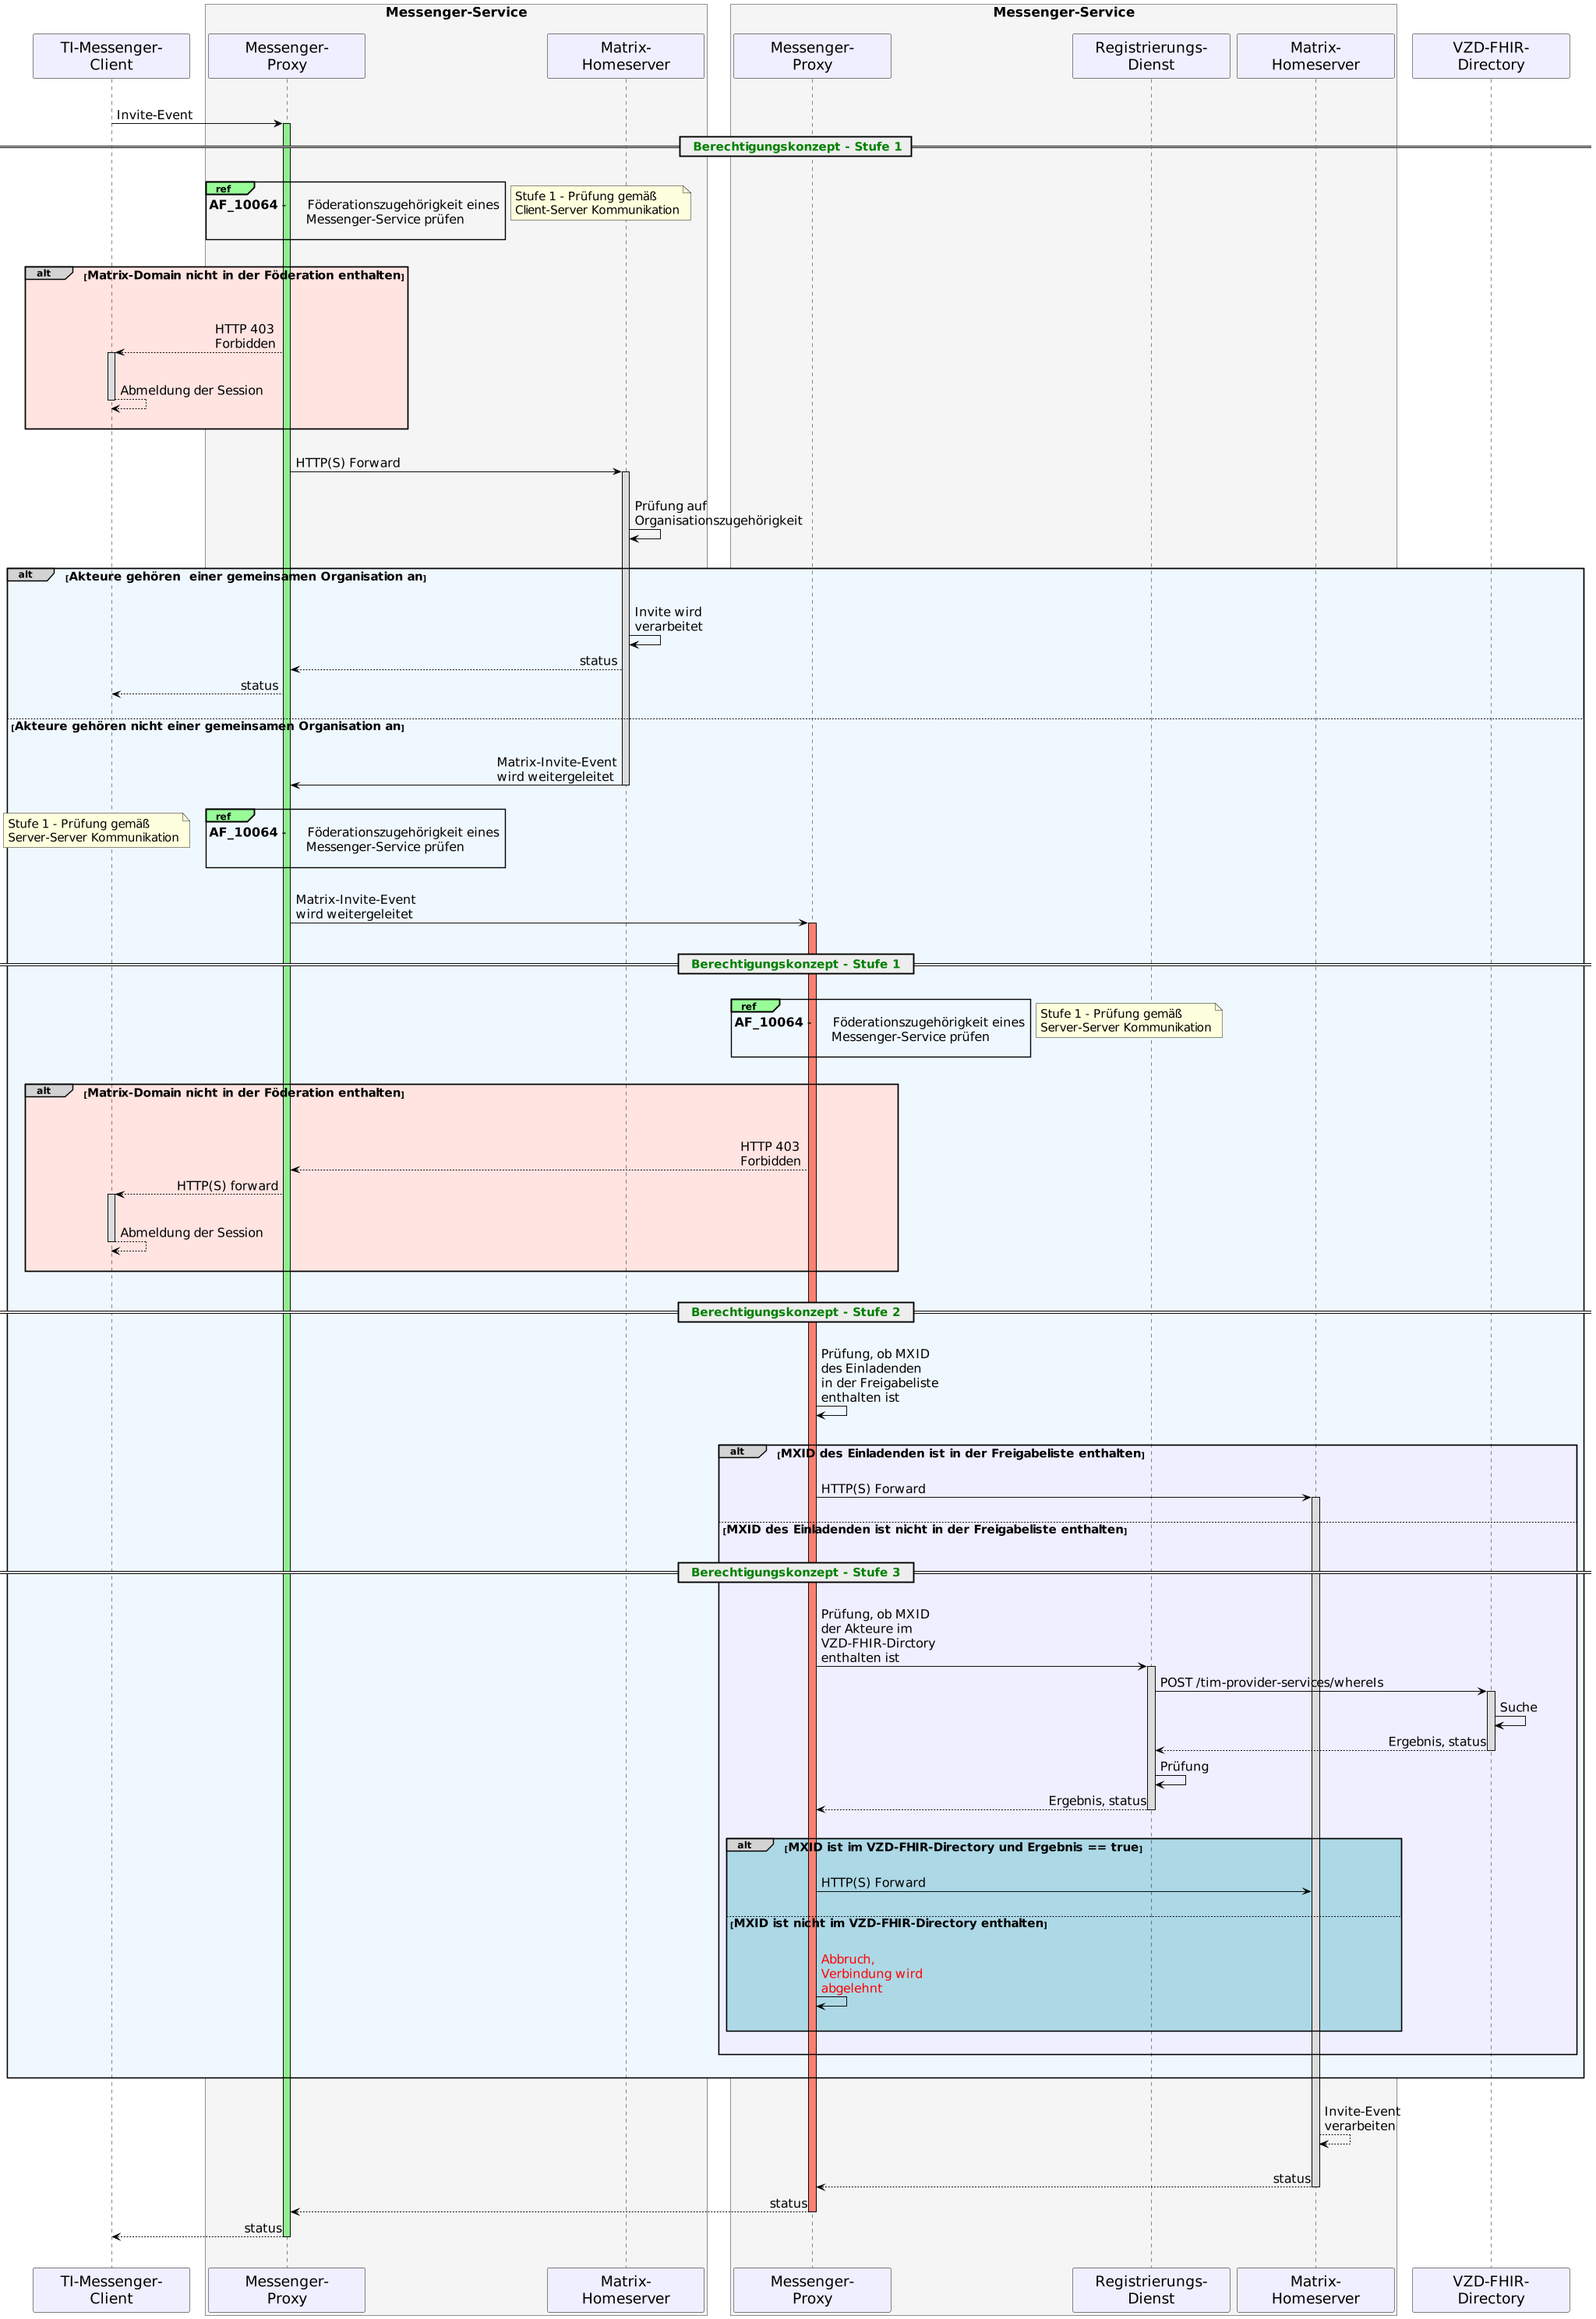 Messenger-Service
Messenger-Service
TI-Messenger-
Client
Messenger-
Proxy
Matrix-
Homeserver
Messenger-
Proxy
Registrierungs-
Dienst
Matrix-
Homeserver
VZD-FHIR-
Directory
Invite-Event
Berechtigungskonzept - Stufe 1
ref
AF_10064 - Föderationszugehörigkeit eines
Messenger-Service prüfen
Stufe 1 - Prüfung gemäß
Client-Server Kommunikation
alt [Matrix-Domain nicht in der Föderation enthalten]
HTTP 403
Forbidden
Abmeldung der Session
HTTP(S) Forward
Prüfung auf
Organisationszugehörigkeit
alt [Akteure gehören  einer gemeinsamen Organisation an]
Invite wird
verarbeitet
status
status
[Akteure gehören nicht einer gemeinsamen Organisation an]
Matrix-Invite-Event
wird weitergeleitet
Stufe 1 - Prüfung gemäß
Server-Server Kommunikation
ref
AF_10064 - Föderationszugehörigkeit eines
Messenger-Service prüfen
Matrix-Invite-Event
wird weitergeleitet
Berechtigungskonzept - Stufe 1
ref
AF_10064 - Föderationszugehörigkeit eines
Messenger-Service prüfen
Stufe 1 - Prüfung gemäß
Server-Server Kommunikation
alt [Matrix-Domain nicht in der Föderation enthalten]
HTTP 403
Forbidden
HTTP(S) forward
Abmeldung der Session
Berechtigungskonzept - Stufe 2
Prüfung, ob MXID
des Einladenden
in der Freigabeliste
enthalten ist
alt [MXID des Einladenden ist in der Freigabeliste enthalten]
HTTP(S) Forward
[MXID des Einladenden ist nicht in der Freigabeliste enthalten]
Berechtigungskonzept - Stufe 3
Prüfung, ob MXID
der Akteure im
VZD-FHIR-Dirctory
enthalten ist
POST /tim-provider-services/whereIs
Suche
Ergebnis, status
Prüfung
Ergebnis, status
alt [MXID ist im VZD-FHIR-Directory und Ergebnis == true]
HTTP(S) Forward
[MXID ist nicht im VZD-FHIR-Directory enthalten]
Abbruch,
Verbindung wird
abgelehnt
Invite-Event
verarbeiten
status
status
status
TI-Messenger-
Client
Messenger-
Proxy
Matrix-
Homeserver
Messenger-
Proxy
Registrierungs-
Dienst
Matrix-
Homeserver
VZD-FHIR-
Directory